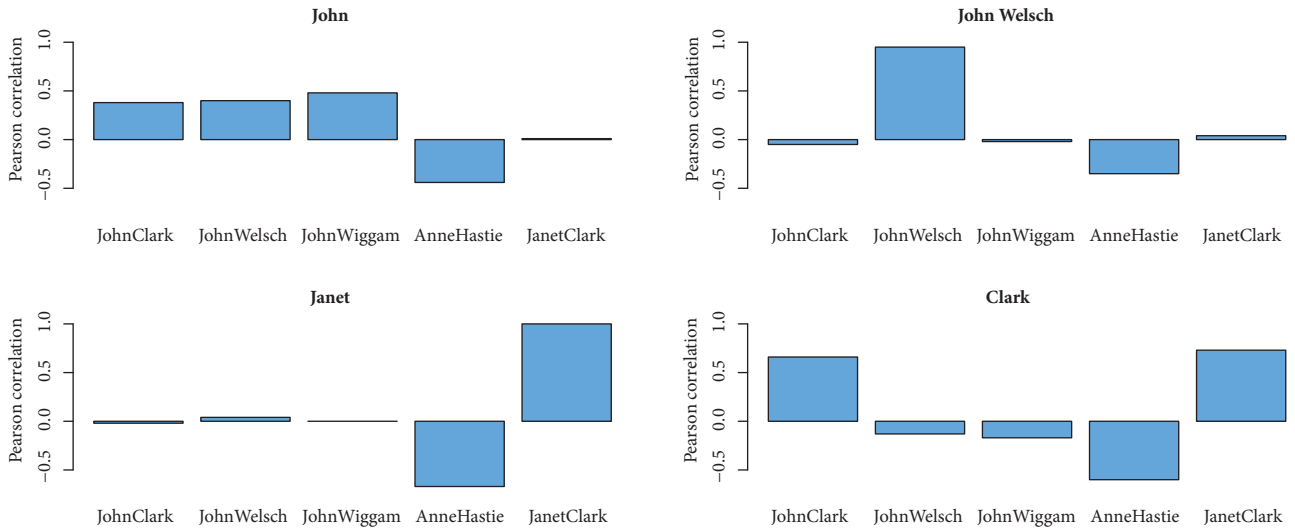 John
Pearson correlation
1.0
0.5
0.0
−0.5
JohnClark JohnWelsch JohnWiggam AnneHastie JanetClark
John Welsch
Pearson correlation
1.0
0.5
0.0
−0.5
JohnClark JohnWelsch JohnWiggam AnneHastie JanetClark
Janet
Pearson correlation
1.0
0.5
0.0
−0.5
JohnClark JohnWelsch JohnWiggam AnneHastie JanetClark
Clark
Pearson correlation
1.0
0.5
0.0
−0.5
JohnClark JohnWelsch JohnWiggam AnneHastie JanetClark